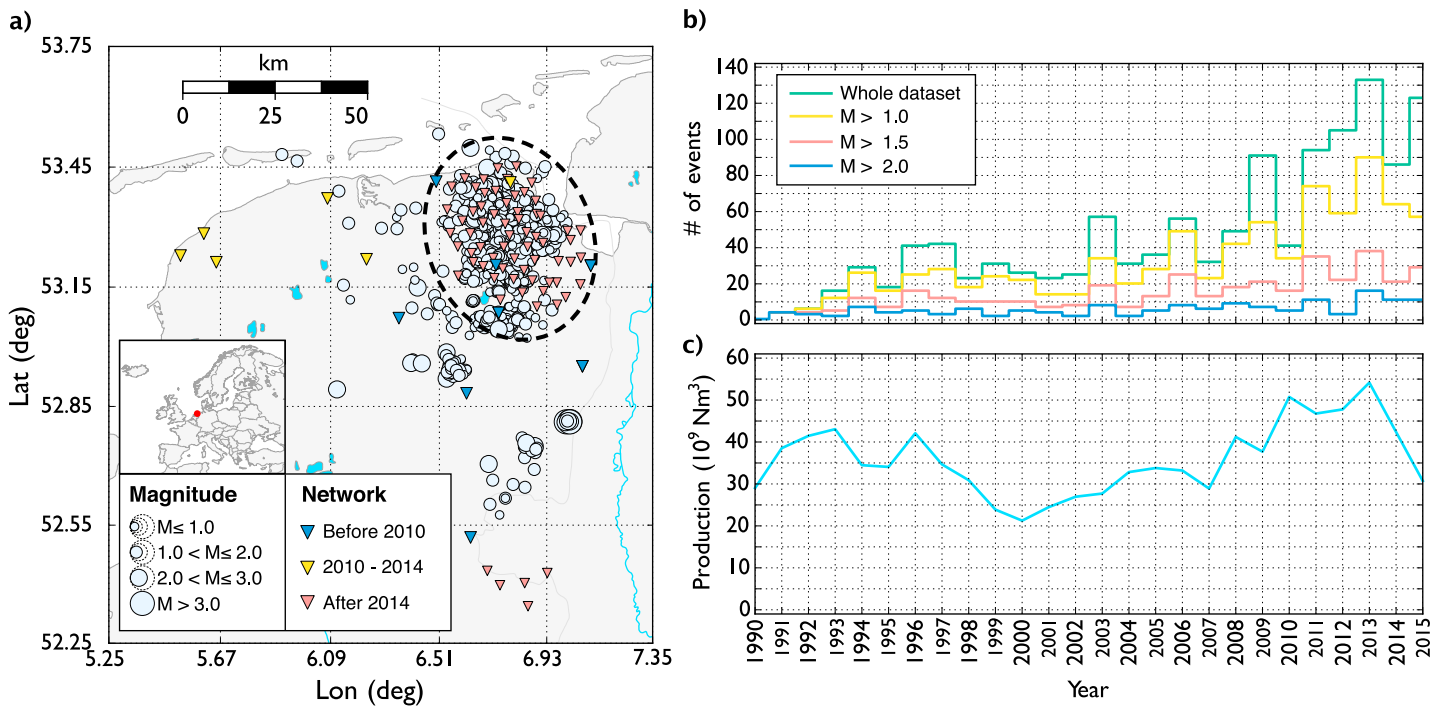 a)
53.75
53.45
53.15
52.85
52.55
52.25
Lat (deg)
km
0 25 50
Magnitude
M≤ 1.0
1.0 < M≤ 2.0
2.0 < M≤ 3.0
M > 3.0
Network
Before 2010
2010 - 2014
After 2014
5.25 5.67 6.09 6.51 6.93 7.35
Lon (deg)
b)
140
120
100
80
60
40
20
0
# of events
Whole dataset
M > 1.0
M > 1.5
M > 2.0
c)
60
50
40
30
20
10
0
Production (10⁹ Nm³)
1990 1991 1992 1993 1994 1995 1996 1997 1998 1999 2000 2001 2002 2003 2004 2005 2006 2007 2008 2009 2010 2011 2012 2013 2014 2015
Year